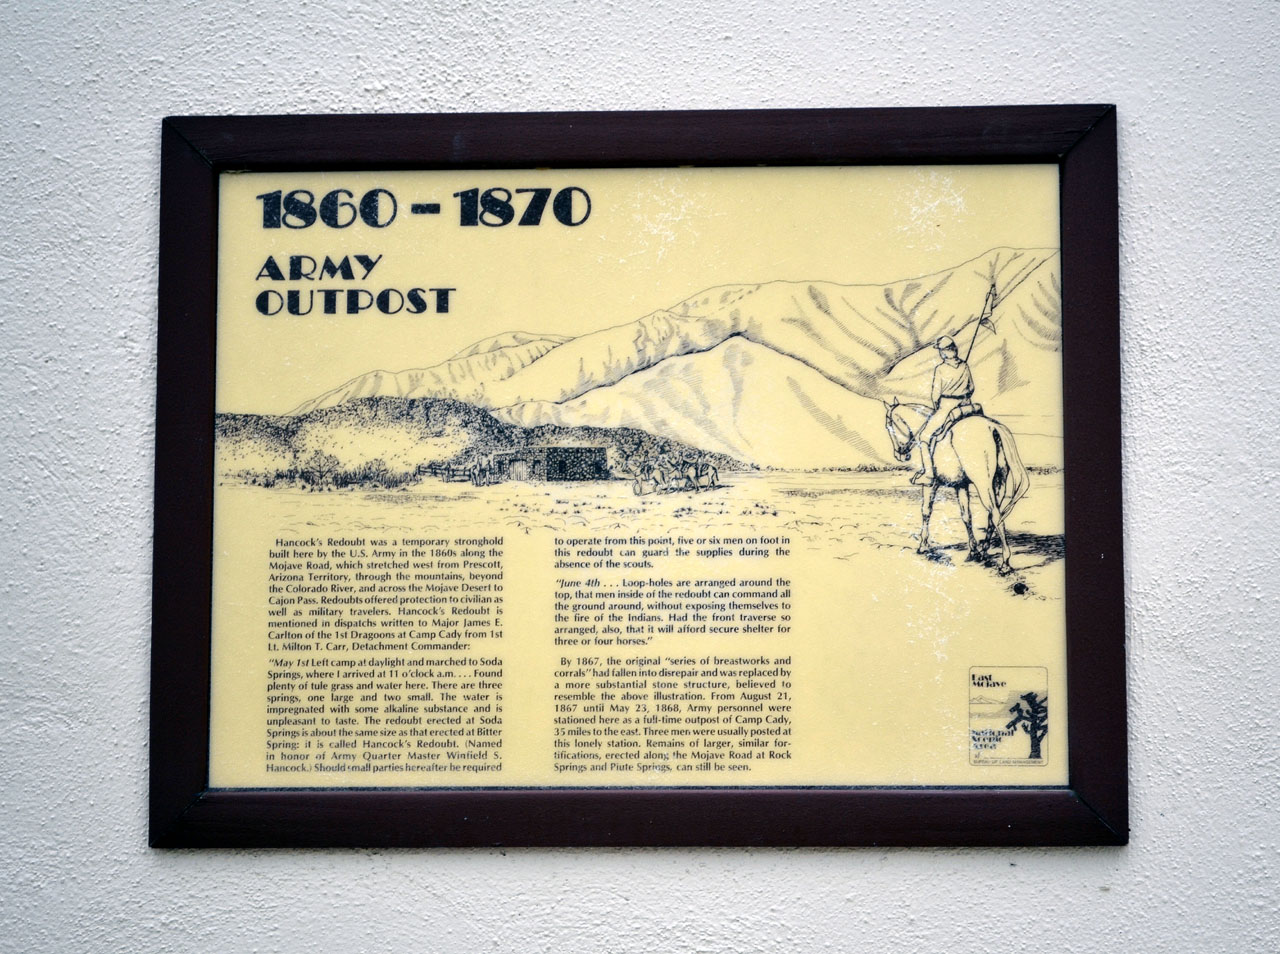 1860 – 1870
ARMY
OUTPOST
Hancock's Redoubt was a temporary stronghold
built here by the U.S. Army in the 1860s along the
Mojave Road, which stretched west from Prescott,
Arizona Territory, through the mountains, beyond
the Colorado River, and across the Mojave Desert to
Cajon Pass. Redoubts offered protection to civilian as
well as military travelers. Hancock's Redoubt is
mentioned in dispatchs written to Major James E.
Carlton of the 1st Dragoons at Camp Cady from 1st
Lt. Milton T. Carr, Detachment Commander:
"May 1st Left camp at daylight and marched to Soda
Springs, where I arrived at 11 o'clock a.m. . . . Found
plenty of tule grass and water here. There are three
springs, one large and two small. The water is
impregnated with some alkaline substance and is
unpleasant to taste. The redoubt erected at Soda
Springs is about the same size as that erected at Bitter
Spring: it is called Hancock's Redoubt. (Named
in honor of Army Quarter Master Winfield S.
Hancock.) Should small parties hereafter be required
to operate from this point, five or six men on foot in
this redoubt can guard the supplies during the
absence of the scouts.
"June 4th . . . Loop-holes are arranged around the
top, that men inside of the redoubt can command all
the ground around, without exposing themselves to
the fire of the Indians. Had the front traverse so
arranged, also, that it will afford secure shelter for
three or four horses."
By 1867, the original "series of breastworks and
corrals" had fallen into disrepair and was replaced by
a more substantial stone structure, believed to
resemble the above illustration. From August 21,
1867 until May 23, 1868, Army personnel were
stationed here as a full-time outpost of Camp Cady,
35 miles to the east. Three men were usually posted at
this lonely station. Remains of larger, similar for-
tifications, erected along the Mojave Road at Rock
Springs and Piute Springs, can still be seen.
East
Mojave
National
Scenic
Area
BUREAU OF LAND MANAGEMENT